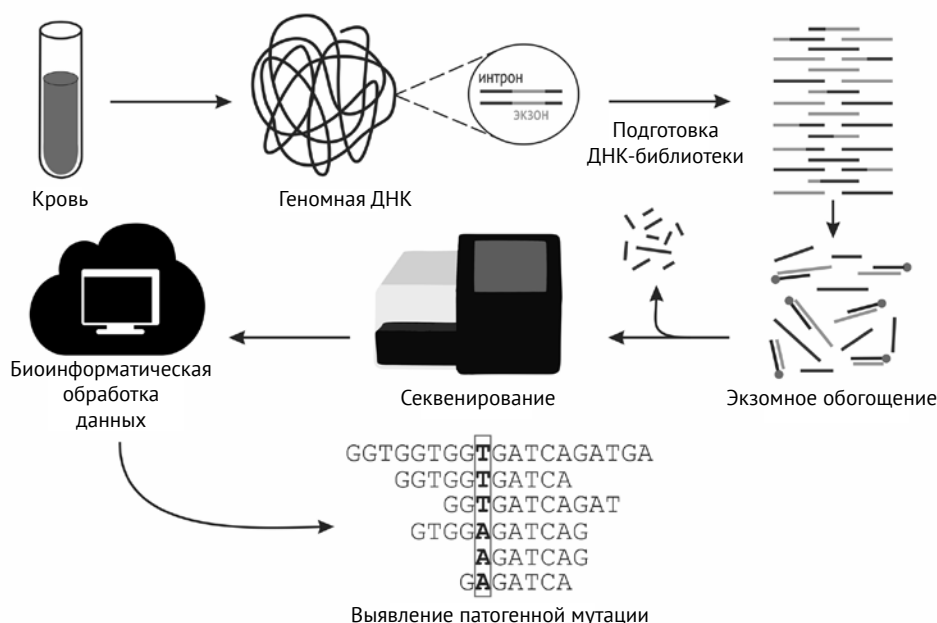 интрон
экзон
Подготовка
ДНК-библиотеки
Кровь
Геномная ДНК
Биоинформатическая
обработка
данных
Секвенирование
Экзомное обогощение
GGTGGTGGTGATCAGATGA
GGTGGTGATCA
GGTGATCAGAT
GTGGAGATCAG
AGATCAG
GAGATCA
Выявление патогенной мутации